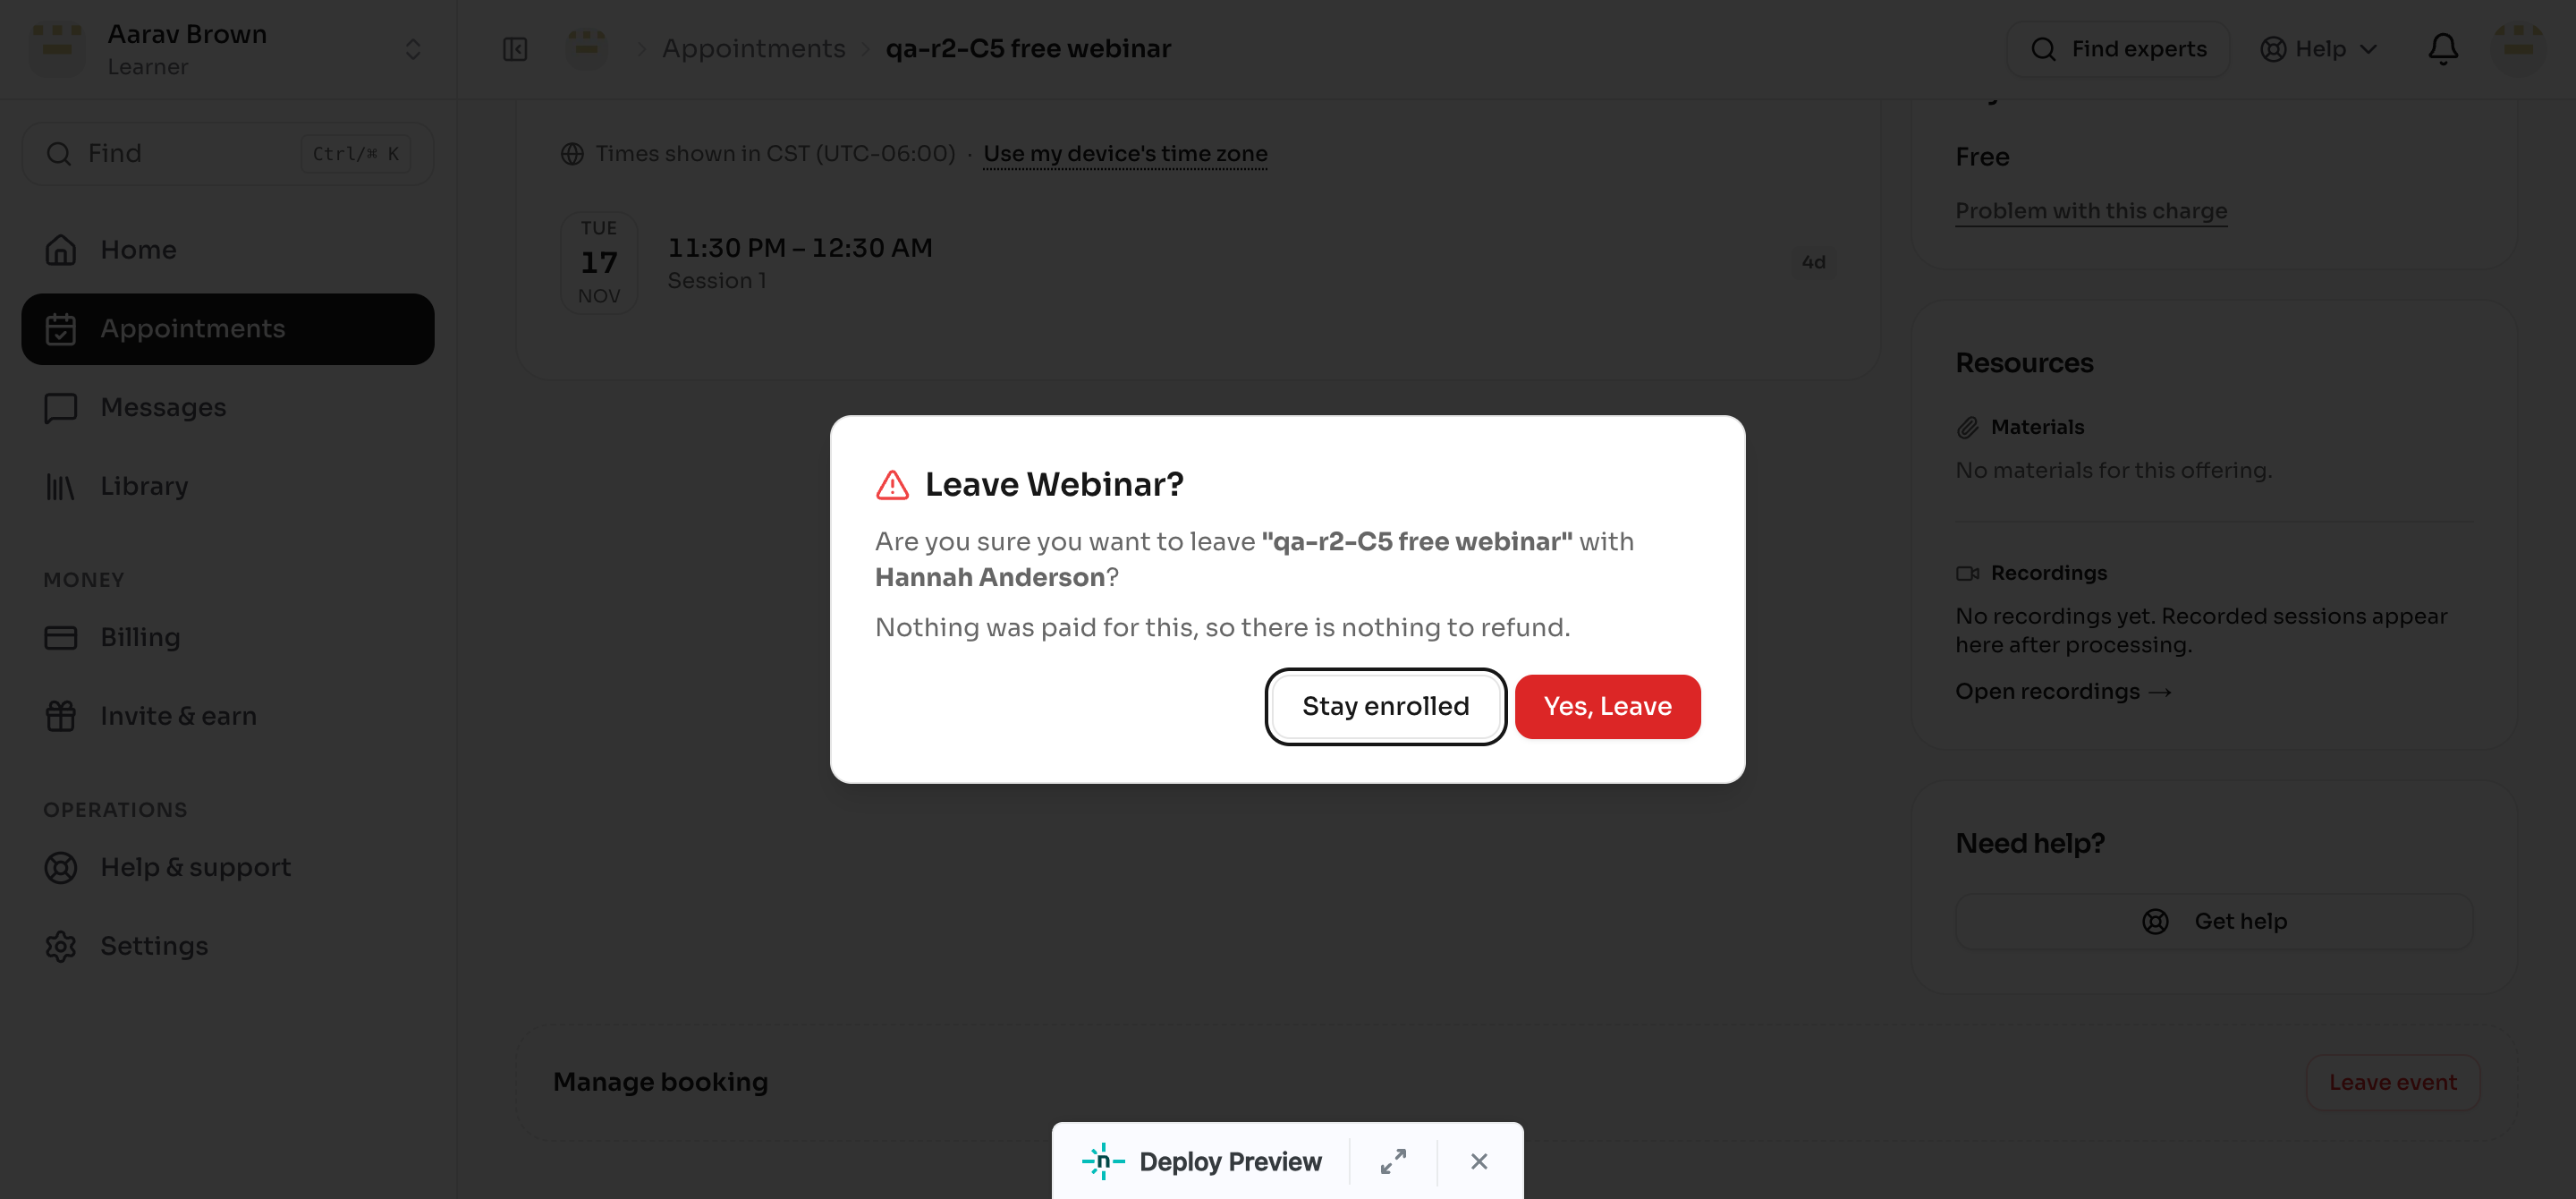 Aarav Brown
Learner
Appointments
qa-r2-C5 free webinar
Find experts
Help
Find
Ctrl/⌘ K
Home
Appointments
Messages
Library
MONEY
Billing
Invite & earn
OPERATIONS
Help & support
Settings
Times shown in CST (UTC-06:00) · Use my device's time zone
TUE
17
NOV
11:30 PM – 12:30 AM
Session 1
4d
Leave Webinar?
Are you sure you want to leave "qa-r2-C5 free webinar" with
Hannah Anderson?
Nothing was paid for this, so there is nothing to refund.
Stay enrolled
Yes, Leave
Free
Problem with this charge
Resources
Materials
No materials for this offering.
Recordings
No recordings yet. Recorded sessions appear
here after processing.
Open recordings →
Need help?
Get help
Manage booking
Leave event
Deploy Preview